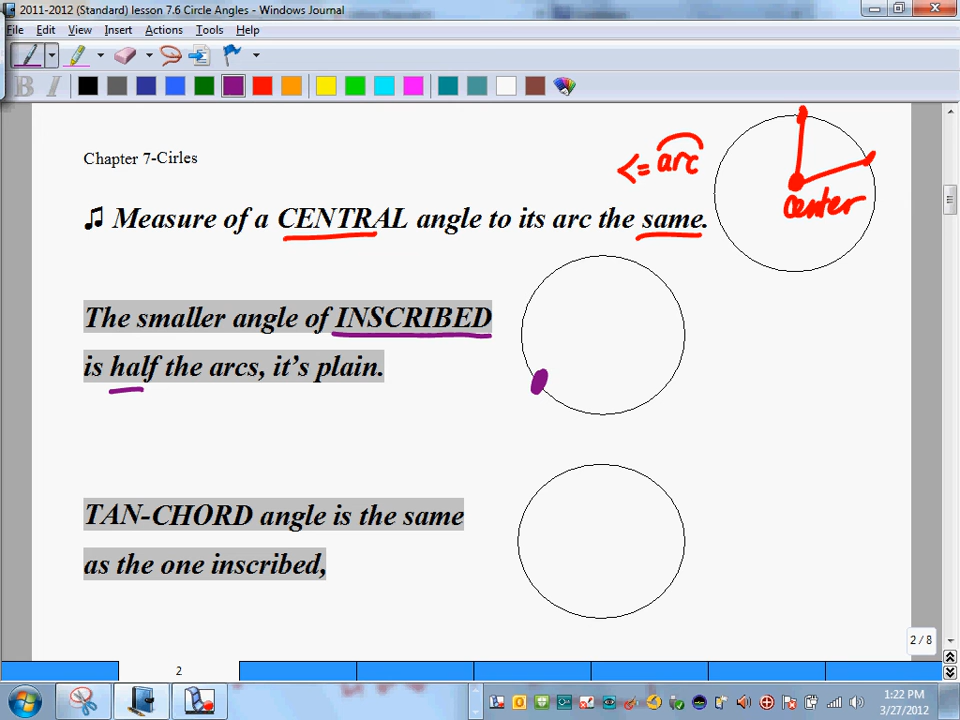 2011-2012 (Standard) lesson 7.6 Circle Angles - Windows Journal
File Edit View Insert Actions Tools Help
B I
Chapter 7-Cirles
<= arc
center
♫ Measure of a CENTRAL angle to its arc the same.
The smaller angle of INSCRIBED
is half the arcs, it's plain.
TAN-CHORD angle is the same
as the one inscribed,
2 / 8
2
1:22 PM
3/27/2012